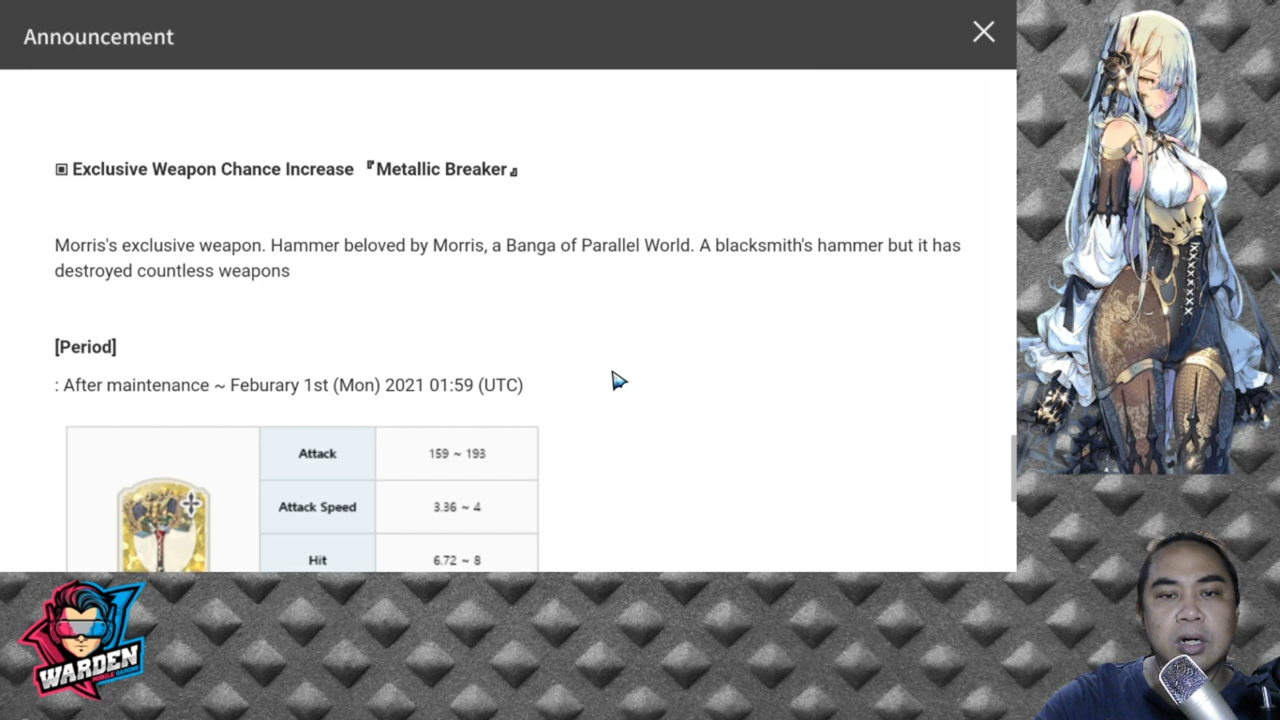 Announcement
▣ Exclusive Weapon Chance Increase 『Metallic Breaker』
Morris's exclusive weapon. Hammer beloved by Morris, a Banga of Parallel World. A blacksmith's hammer but it has
destroyed countless weapons
[Period]
: After maintenance ~ Feburary 1st (Mon) 2021 01:59 (UTC)
Attack 159 ~ 193
Attack Speed 3.36 ~ 4
Hit 6.72 ~ 8
WARDEN
MOBILE GAMING